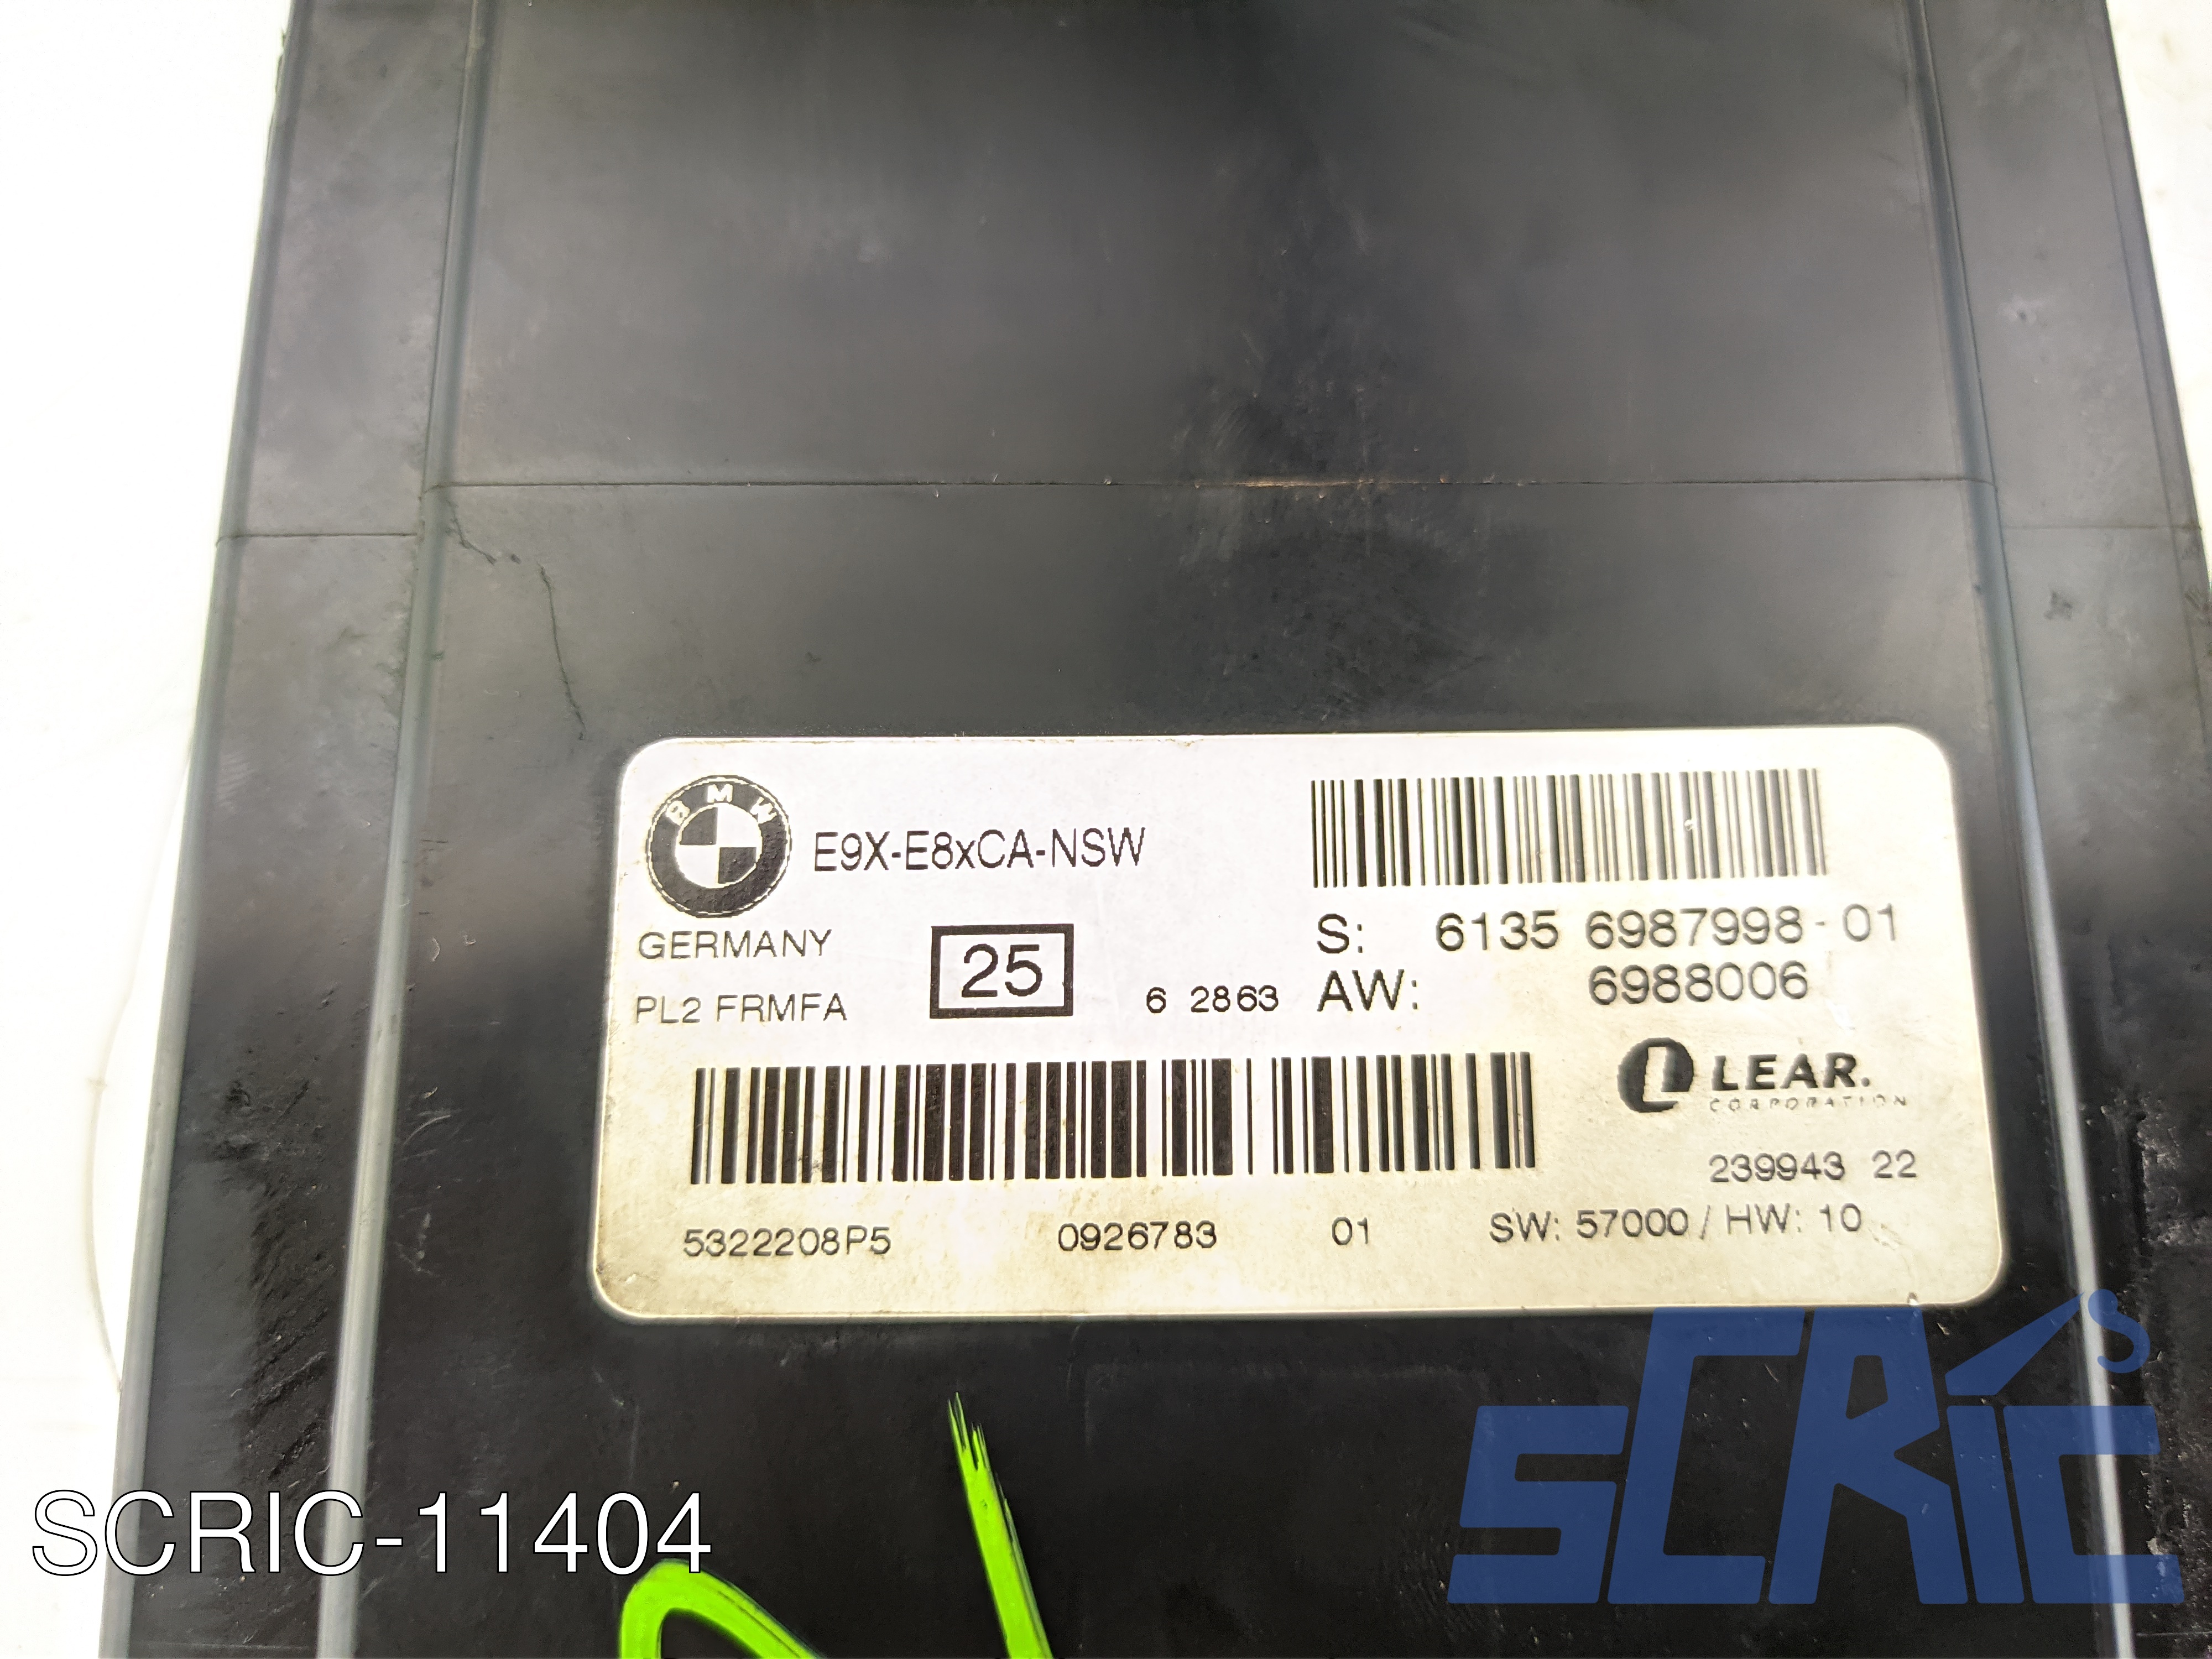 BMW
E9X-E8xCA-NSW
GERMANY
PL2 FRMFA
25
6 2863
S: 6135 6987998-01
AW: 6988006
LEAR.
CORPORATION
239943 22
5322208P5 0926783 01 SW: 57000 / HW: 10
SCRIC's
SCRIC-11404